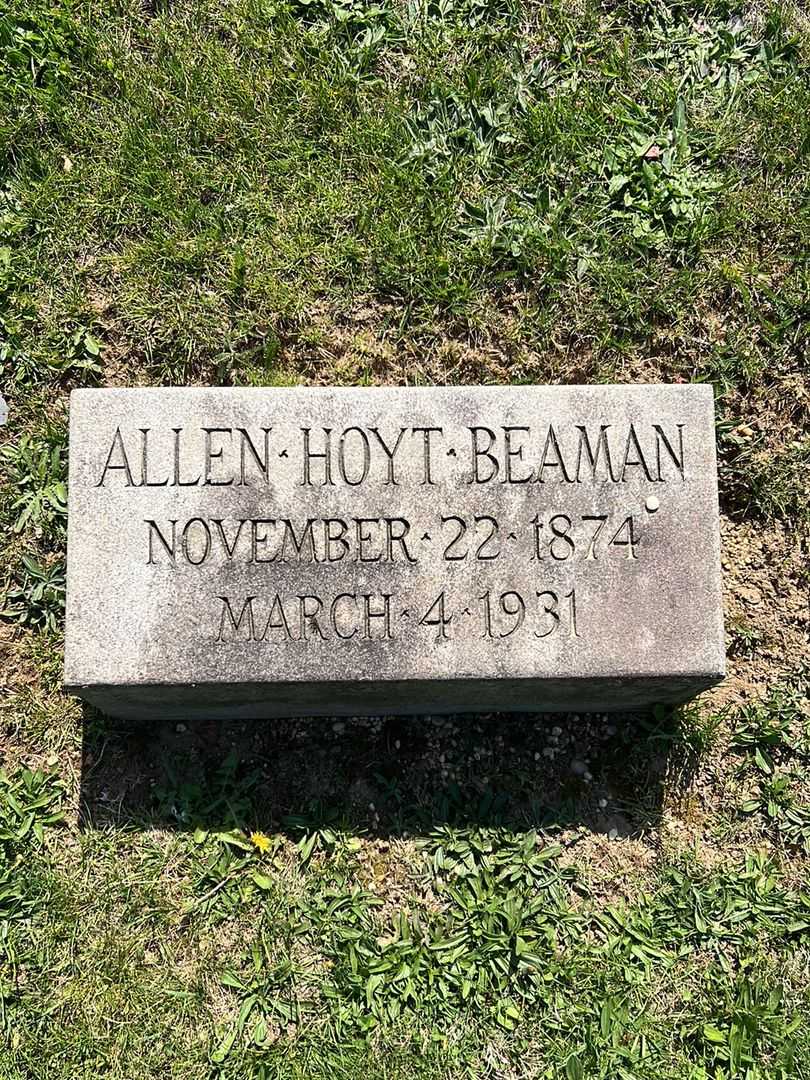 ALLEN · HOYT · BEAMAN
NOVEMBER · 22 · 1874
MARCH · 4 · 1931